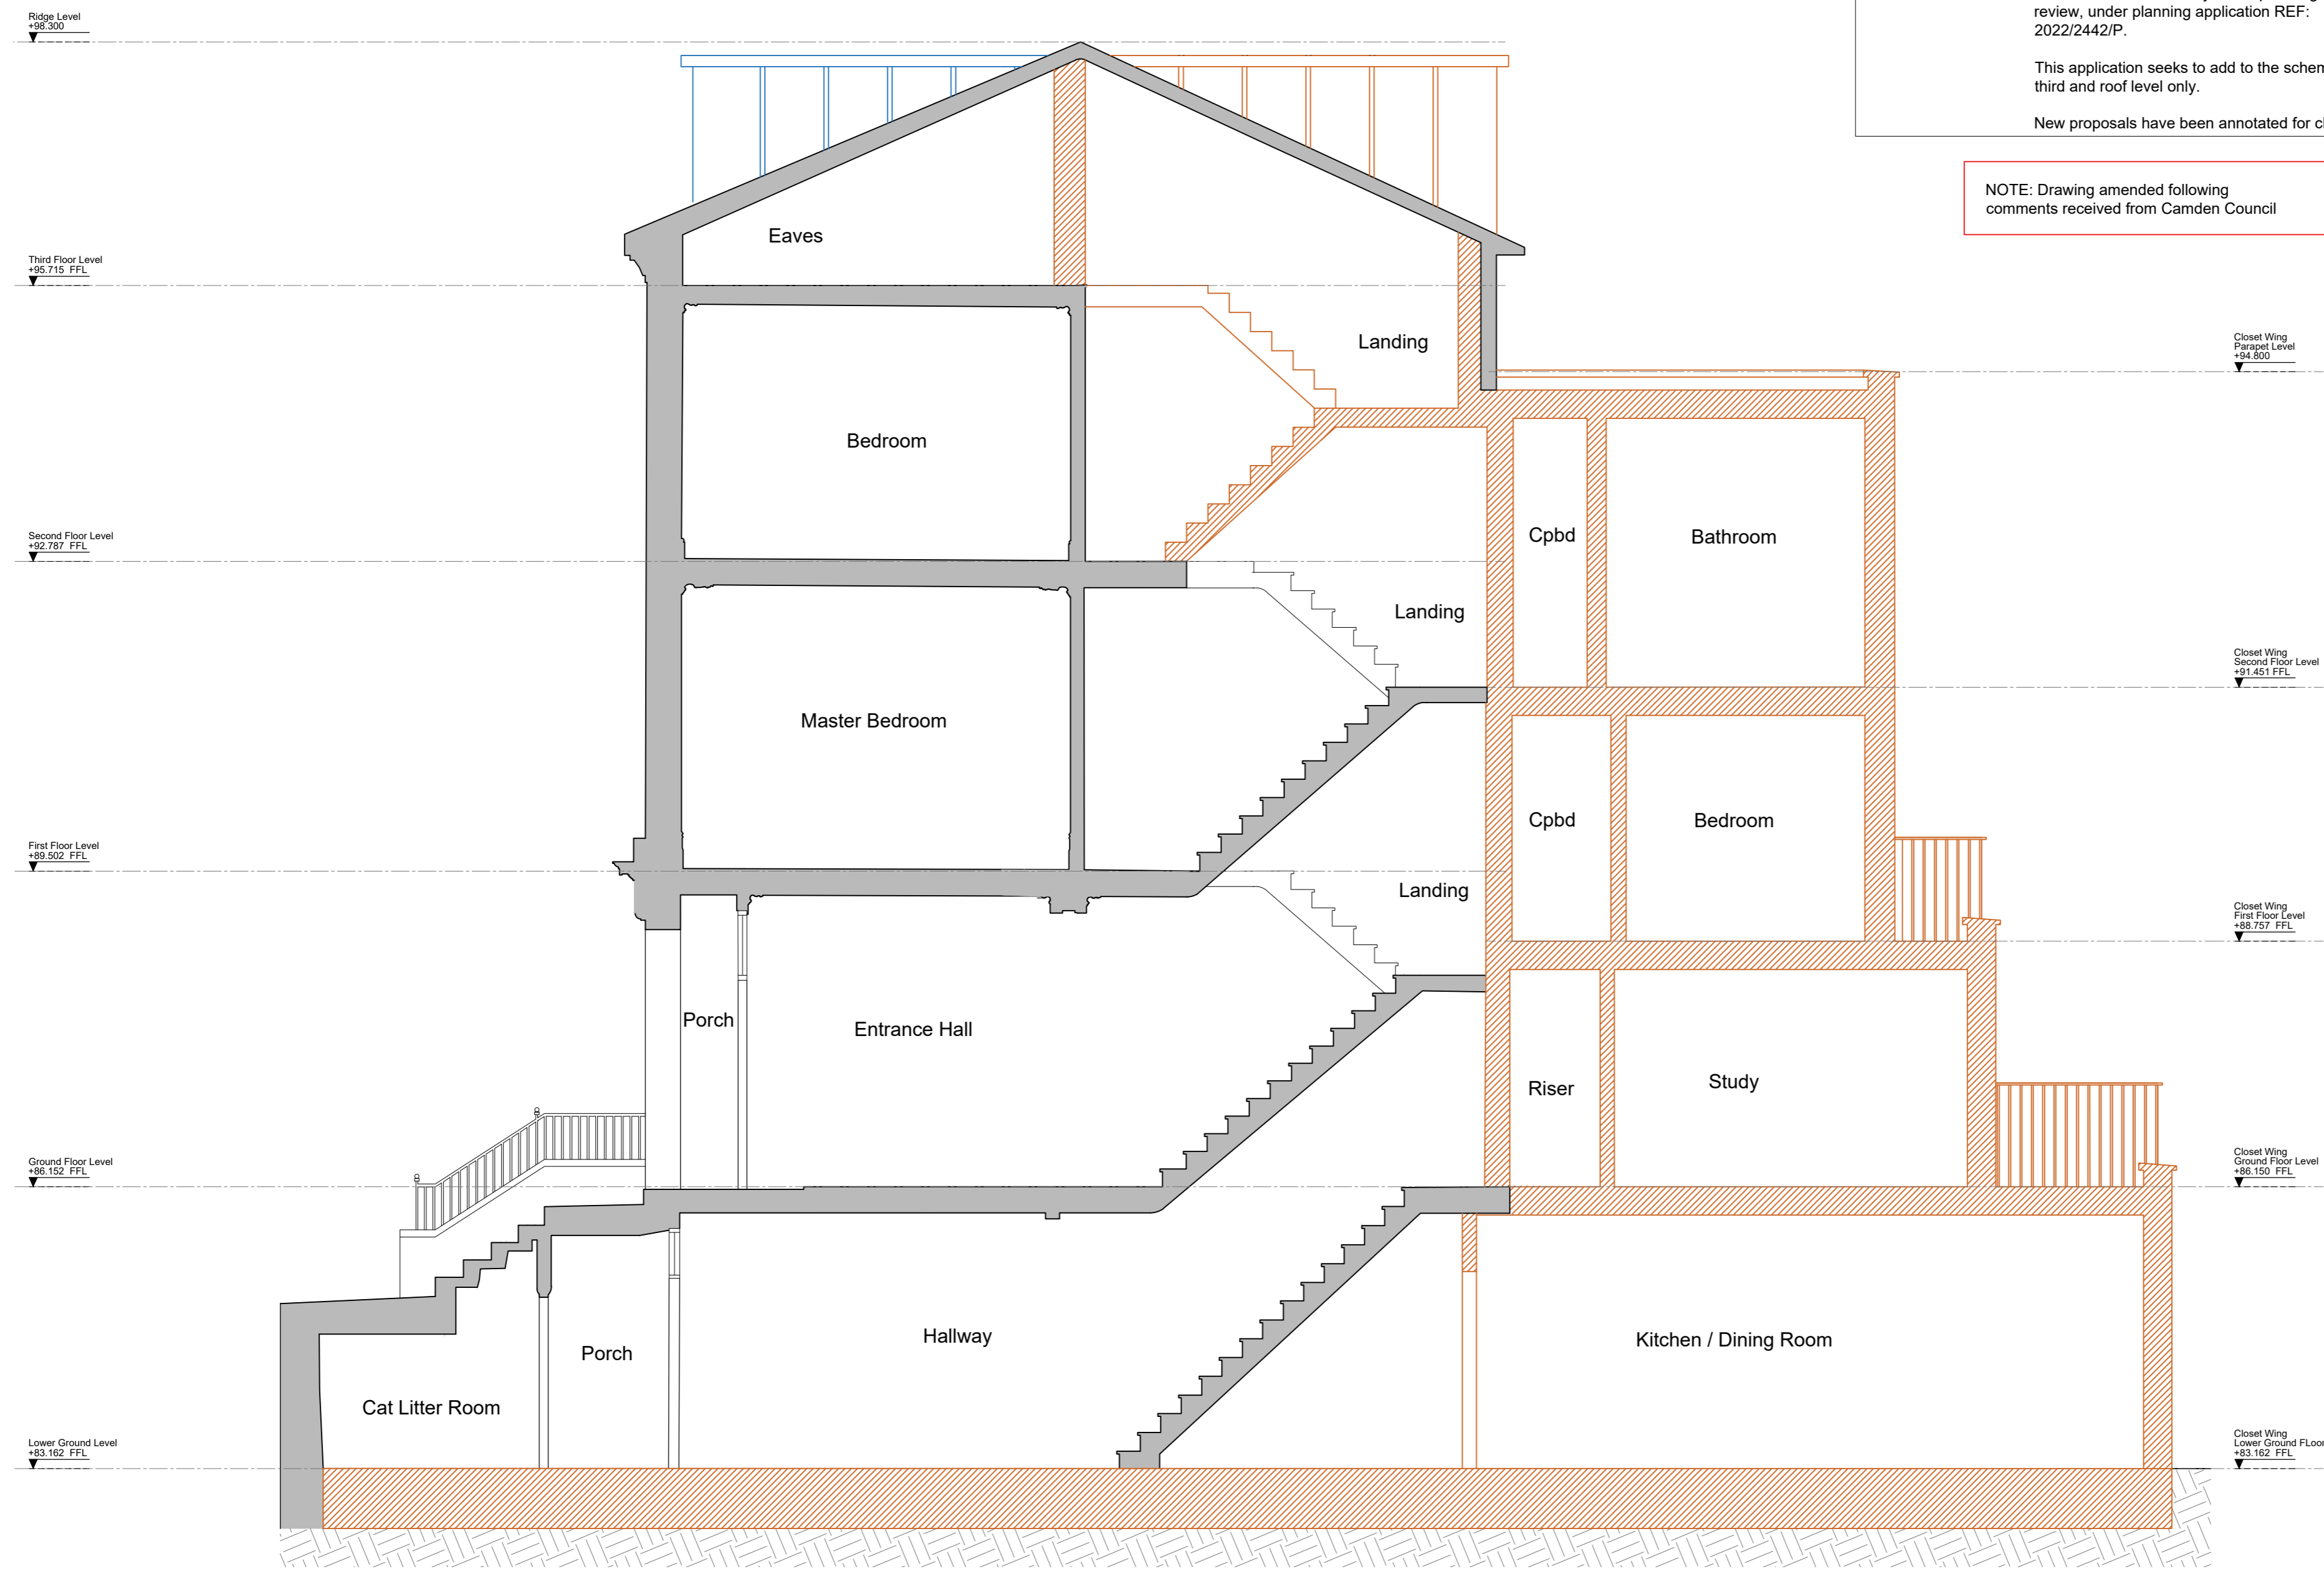 Ridge Level
+98.300
review, under planning application REF:
2022/2442/P.
This application seeks to add to the
third and roof level only.
New proposals have been annotated for
NOTE: Drawing amended following
comments received from Camden Council
Eaves
Third Floor Level
+95.715 FFL
Landing
Closet Wing
Parapet Level
+94.800
Bedroom
Second Floor Level
+92.787 FFL
Cpbd
Bathroom
Landing
Closet Wing
Second Floor Level
+91.451 FFL
Master Bedroom
Cpbd
Bedroom
First Floor Level
+89.502 FFL
Landing
Closet Wing
First Floor Level
+88.757 FFL
Porch
Entrance Hall
Riser
Study
Ground Floor Level
+86.152 FFL
Closet Wing
Ground Floor Level
+86.150 FFL
Hallway
Kitchen / Dining Room
Porch
Cat Litter Room
Lower Ground Level
+83.162 FFL
Closet Wing
Lower Ground FLoor
+83.162 FFL